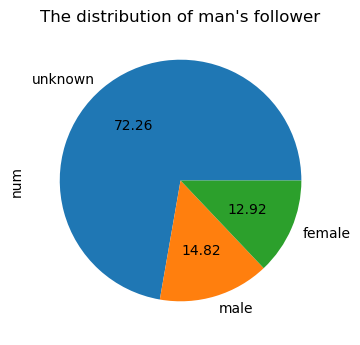 The distribution of man's follower
unknown
72.26
num
12.92
female
14.82
male